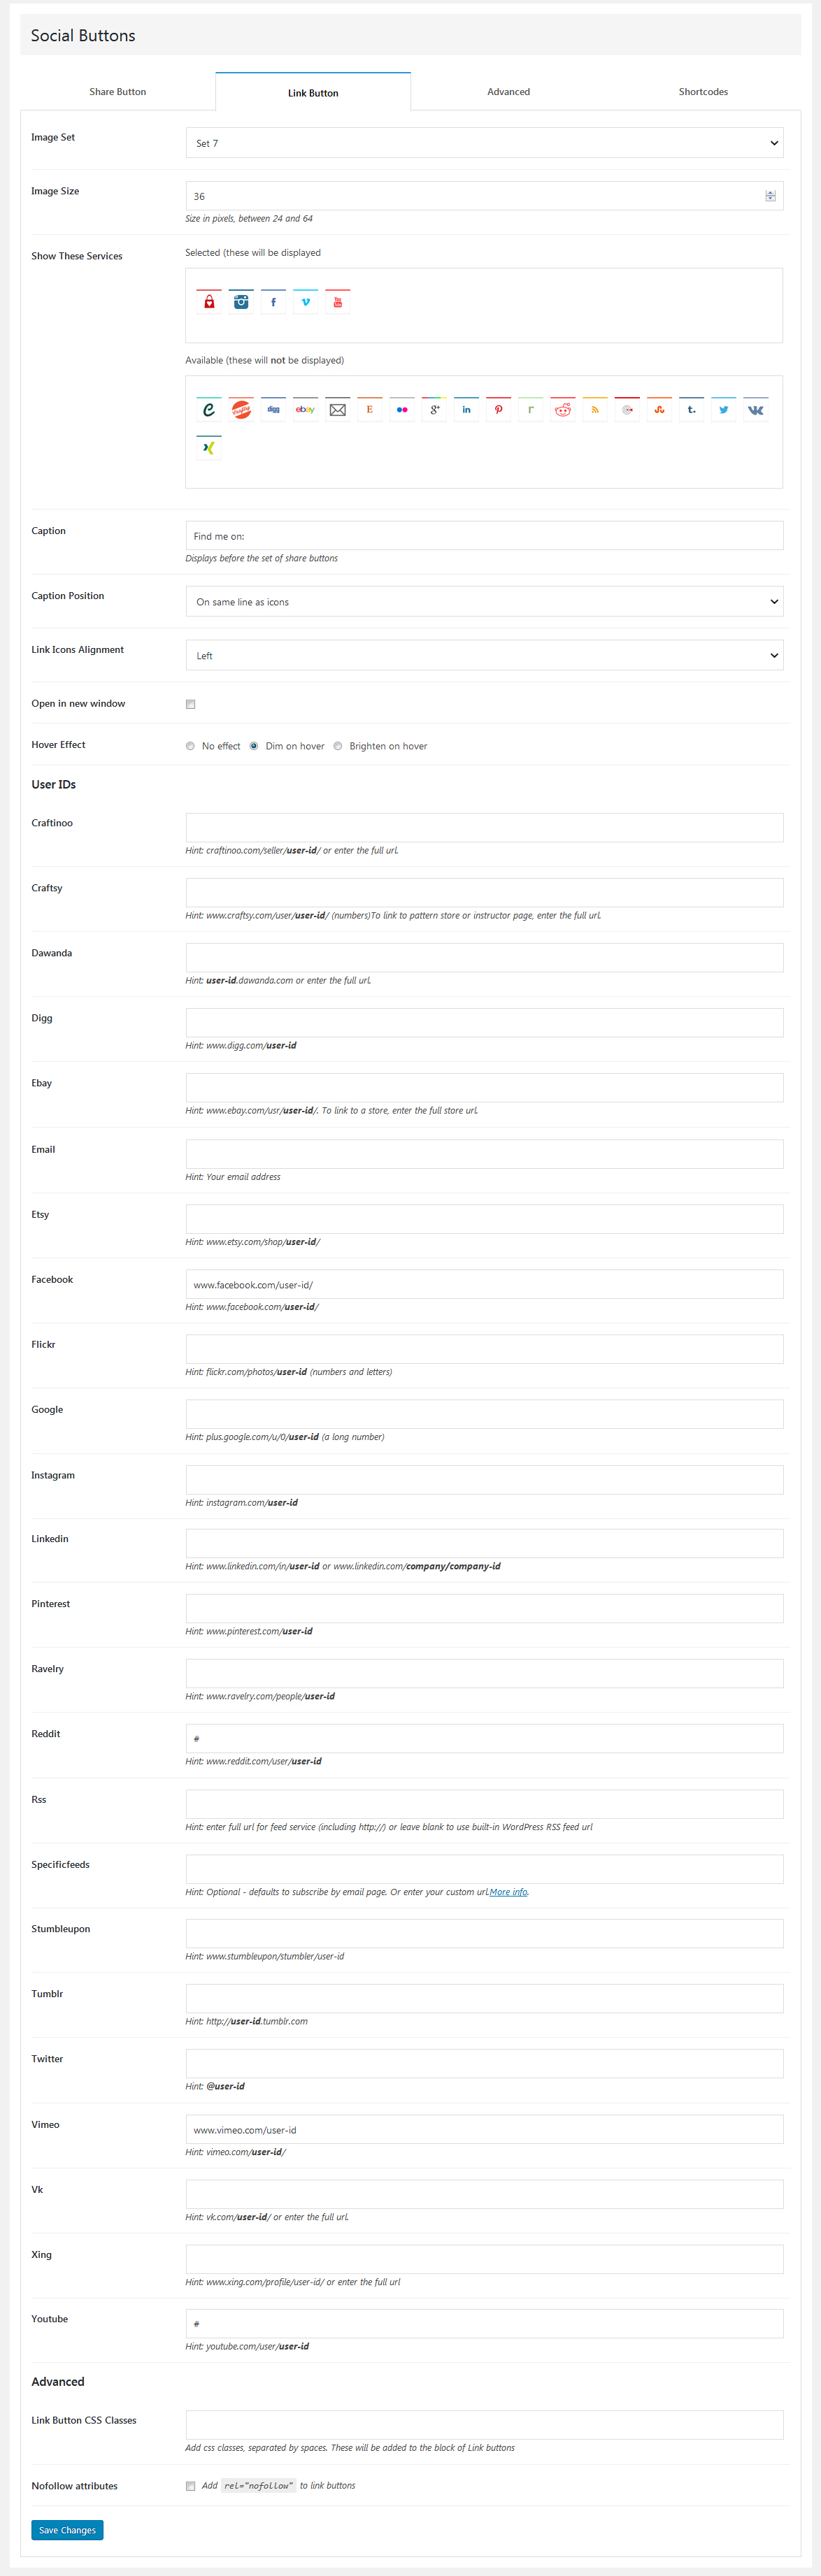 Social Buttons
Share Button
Link Button
Advanced
Shortcodes
Image Set
Set 7
Image Size
36
Size in pixels, between 24 and 64
Show These Services
Selected (these will be displayed
f
v
You
Available (these will not be displayed)
digg
ebay
E
g+
in
r
t.
Caption
Find me on:
Displays before the set of share buttons
Caption Position
On same line as icons
Link Icons Alignment
Left
Open in new window
Hover Effect
No effect
Dim on hover
Brighten on hover
User IDs
Craftinoo
Hint: craftinoo.com/seller/user-id/ or enter the full url.
Craftsy
Hint: www.craftsy.com/user/user-id/ (numbers)To link to pattern store or instructor page, enter the full url.
Dawanda
Hint: user-id.dawanda.com or enter the full url.
Digg
Hint: www.digg.com/user-id
Ebay
Hint: www.ebay.com/usr/user-id/. To link to a store, enter the full store url.
Email
Hint: Your email address
Etsy
Hint: www.etsy.com/shop/user-id/
Facebook
www.facebook.com/user-id/
Hint: www.facebook.com/user-id/
Flickr
Hint: flickr.com/photos/user-id (numbers and letters)
Google
Hint: plus.google.com/u/0/user-id (a long number)
Instagram
Hint: instagram.com/user-id
Linkedin
Hint: www.linkedin.com/in/user-id or www.linkedin.com/company/company-id
Pinterest
Hint: www.pinterest.com/user-id
Ravelry
Hint: www.ravelry.com/people/user-id
Reddit
#
Hint: www.reddit.com/user/user-id
Rss
Hint: enter full url for feed service (including http://) or leave blank to use built-in WordPress RSS feed url
Specificfeeds
Hint: Optional - defaults to subscribe by email page. Or enter your custom url.More info.
Stumbleupon
Hint: www.stumbleupon/stumbler/user-id
Tumblr
Hint: http://user-id.tumblr.com
Twitter
Hint: @user-id
Vimeo
www.vimeo.com/user-id
Hint: vimeo.com/user-id/
Vk
Hint: vk.com/user-id/ or enter the full url.
Xing
Hint: www.xing.com/profile/user-id/ or enter the full url
Youtube
#
Hint: youtube.com/user/user-id
Advanced
Link Button CSS Classes
Add css classes, separated by spaces. These will be added to the block of Link buttons
Nofollow attributes
Add rel="nofollow" to link buttons
Save Changes